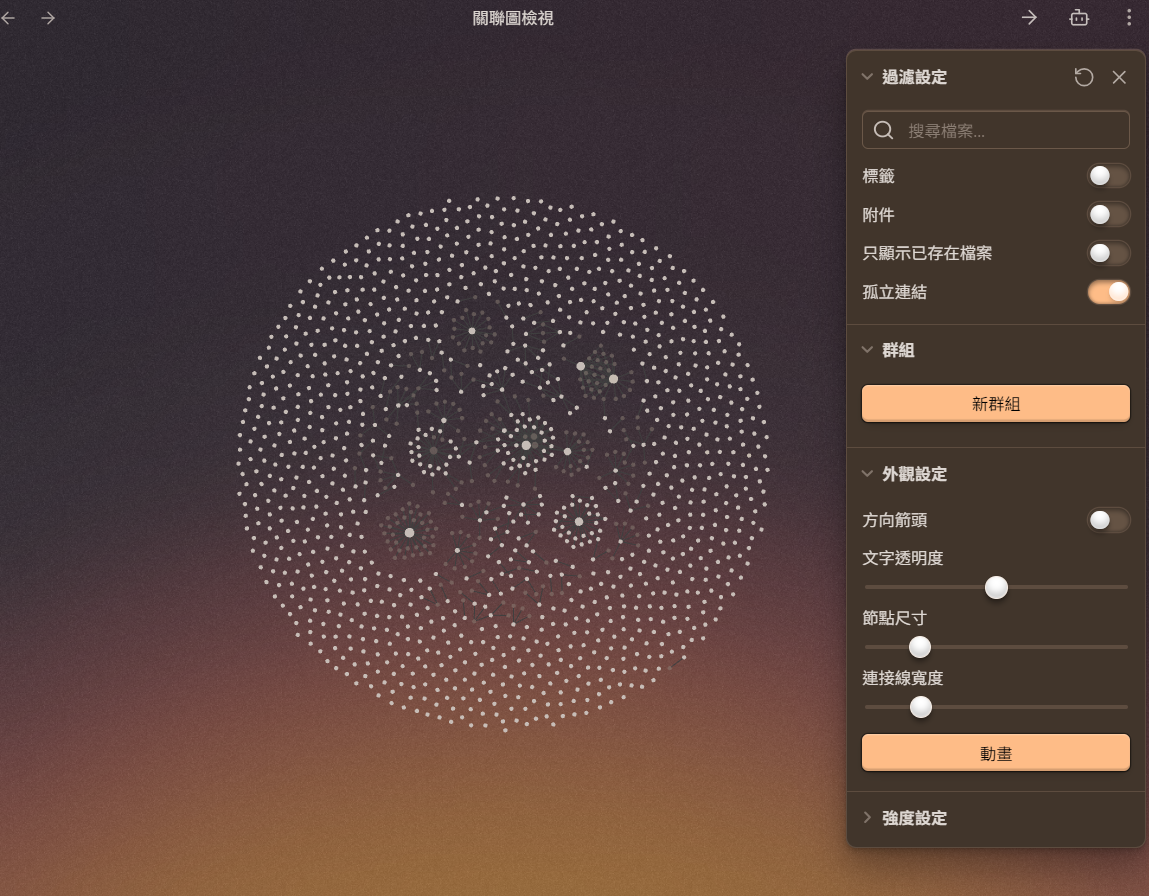 關聯圖檢視
過濾設定
搜尋檔案...
標籤
附件
只顯示已存在檔案
孤立連結
群組
新群組
外觀設定
方向箭頭
文字透明度
節點尺寸
連接線寬度
動畫
強度設定